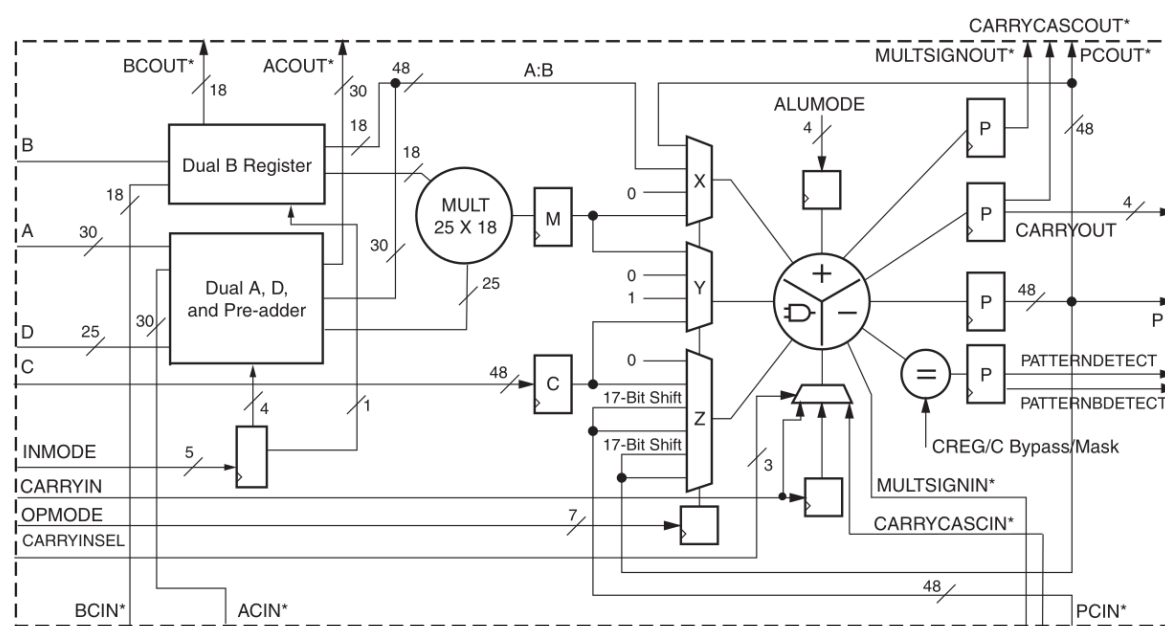 CARRYCASCOUT*
BCOUT*
ACOUT*
MULTSIGNOUT*
PCOUT*
48
A:B
18
30
ALUMODE
4
18
48
B
Dual B Register
18
X
P
0
18
MULT
25 X 18
M
P
4
A
30
30
CARRYOUT
Y
0
1
25
Dual A, D,
and Pre-adder
+
−
48
P
P
D
25
30
C
48
C
0
=
P
PATTERNDETECT
PATTERNBDETECT
17-Bit Shift
Z
4
1
17-Bit Shift
CREG/C Bypass/Mask
INMODE
5
3
CARRYIN
MULTSIGNIN*
OPMODE
7
CARRYCASCIN*
CARRYINSEL
48
BCIN*
ACIN*
PCIN*